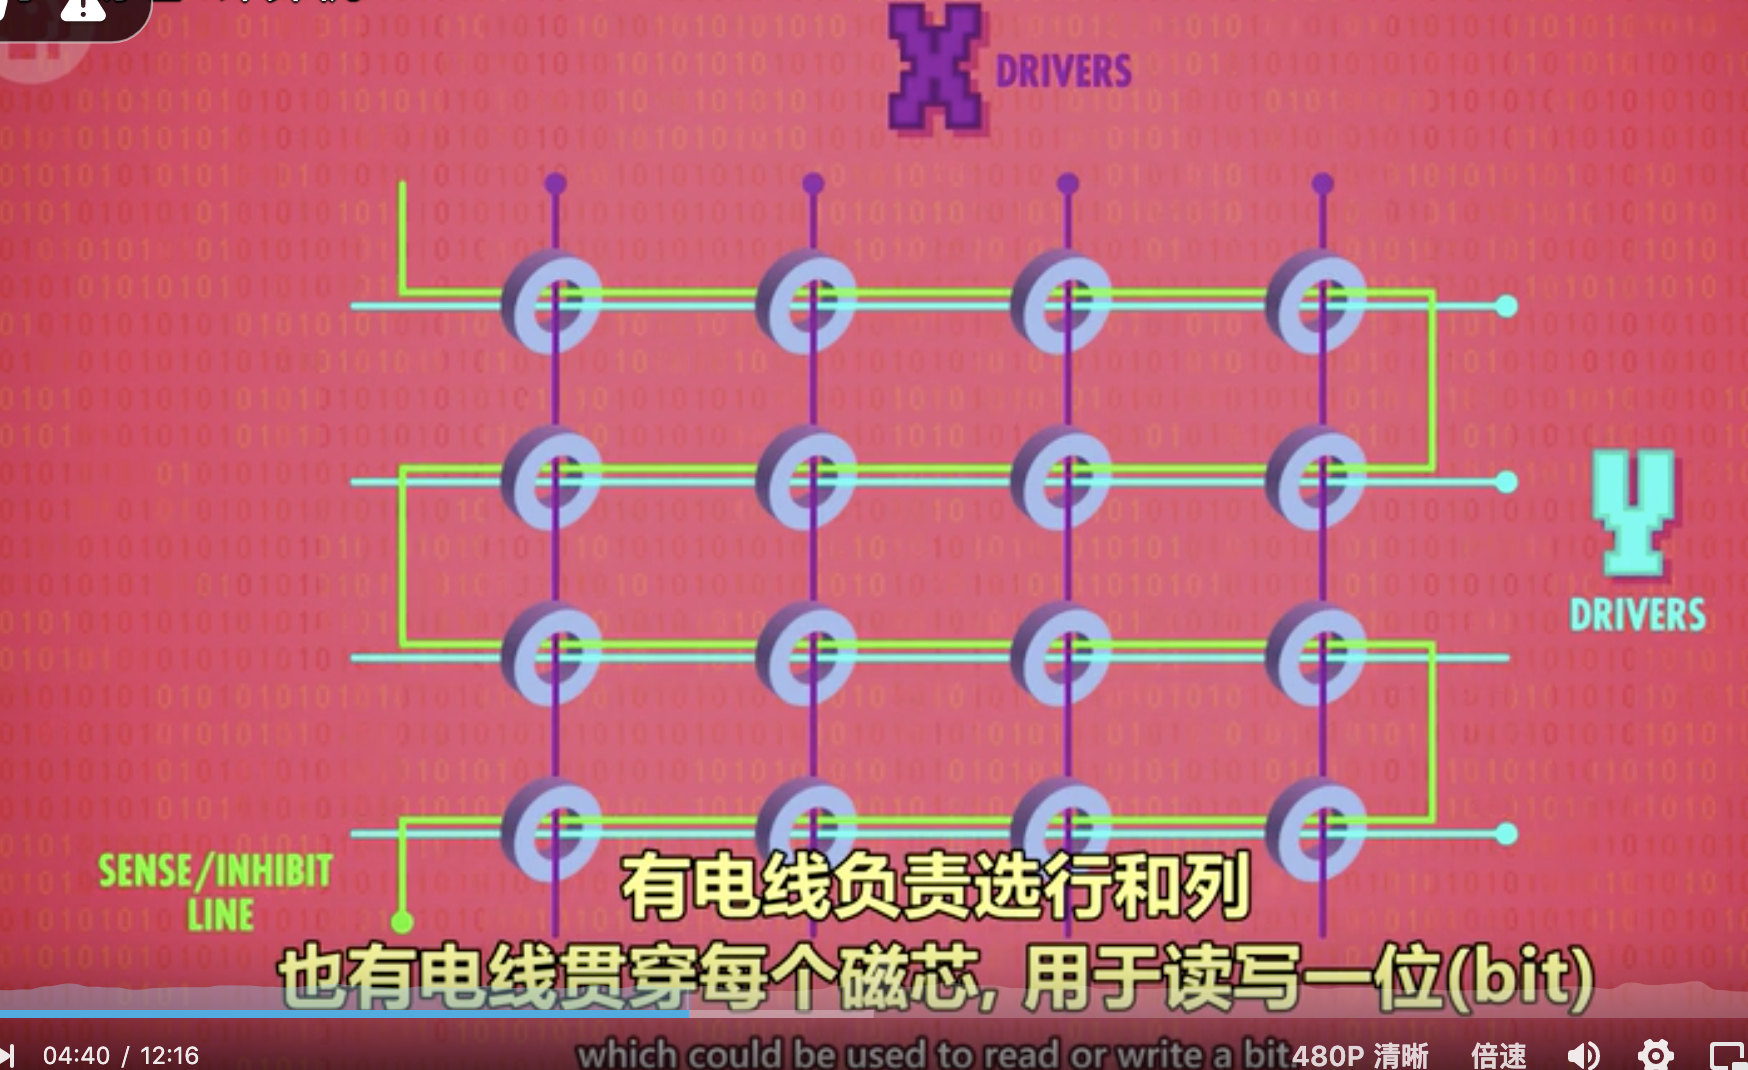 X DRIVERS
Y
DRIVERS
SENSE/INHIBIT
LINE
有电线负责选行和列
也有电线贯穿每个磁芯, 用于读写一位(bit)
which could be used to read or write a bit.
04:40 / 12:16
480P 清晰
倍速